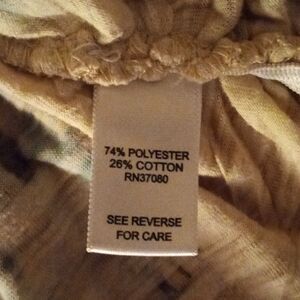 74% POLYESTER
26% COTTON
RN37080
SEE REVERSE
FOR CARE